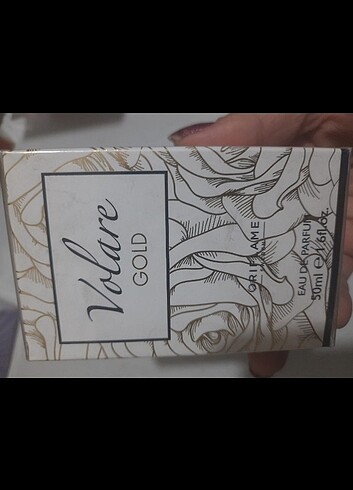 Volare
GOLD
ORIFLAME
EAU DE PARFUM
50ml ℮ 1.6fl.oz.